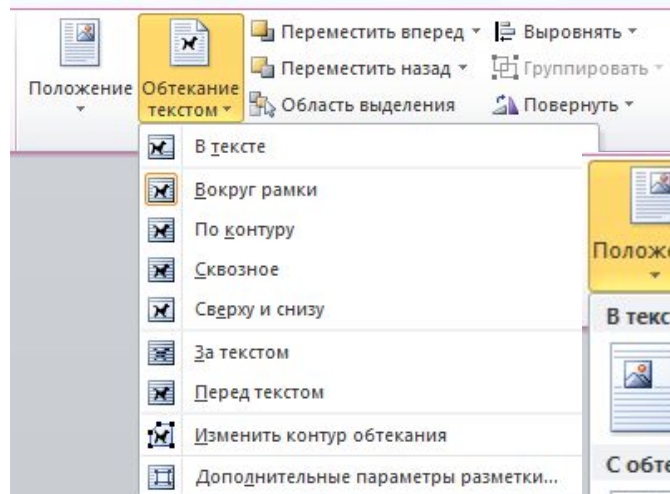 Положение
Обтекание текстом
Переместить вперед
Переместить назад
Область выделения
Выровнять
Группировать
Повернуть
В тексте
Вокруг рамки
По контуру
Сквозное
Сверху и снизу
За текстом
Перед текстом
Изменить контур обтекания
Дополнительные параметры разметки...
Полож
В текс
С обте